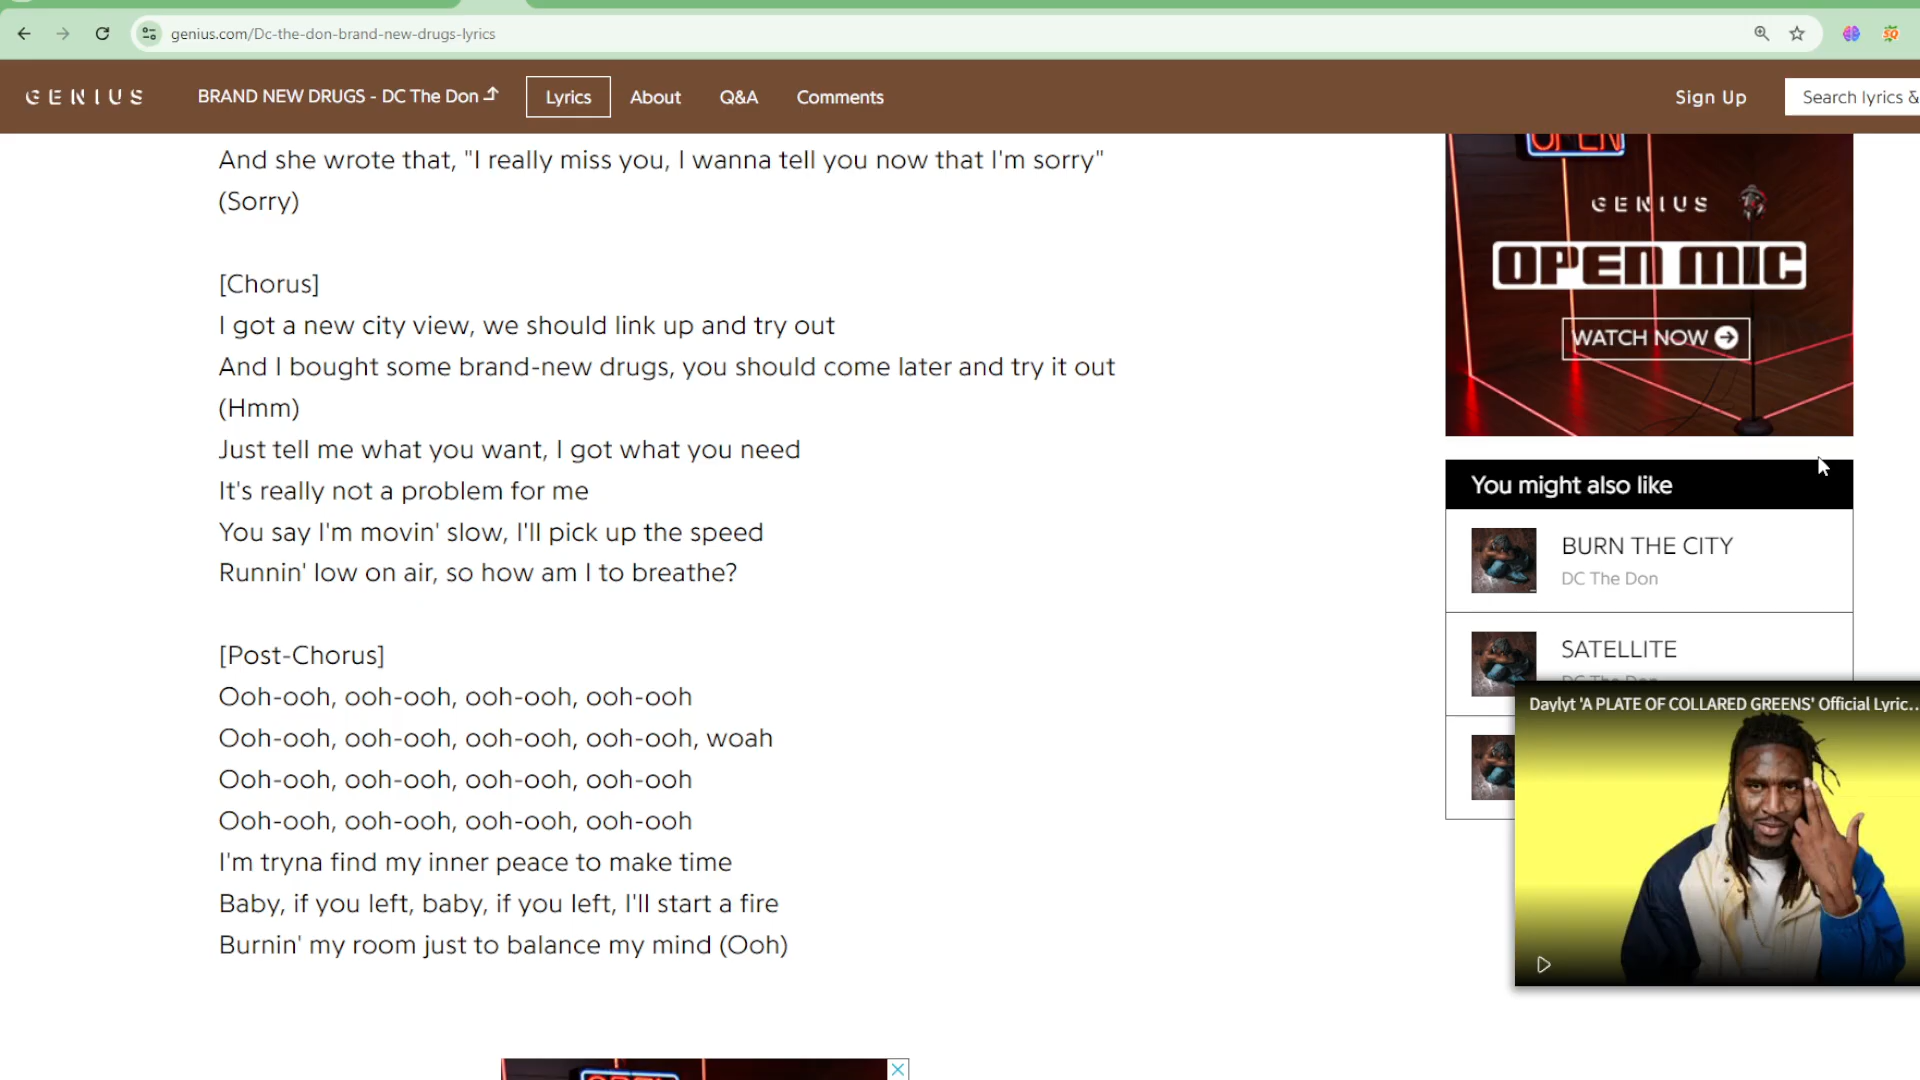 genius.com/Dc-the-don-brand-new-drugs-lyrics
SQ
GENIUS
BRAND NEW DRUGS - DC The Don
Lyrics
About
Q&A
Comments
Sign Up
Search lyrics &
And she wrote that, "I really miss you, I wanna tell you now that I'm sorry"
(Sorry)
[Chorus]
I got a new city view, we should link up and try out
And I bought some brand-new drugs, you should come later and try it out
(Hmm)
Just tell me what you want, I got what you need
It's really not a problem for me
You say I'm movin' slow, I'll pick up the speed
Runnin' low on air, so how am I to breathe?
[Post-Chorus]
Ooh-ooh, ooh-ooh, ooh-ooh, ooh-ooh
Ooh-ooh, ooh-ooh, ooh-ooh, ooh-ooh, woah
Ooh-ooh, ooh-ooh, ooh-ooh, ooh-ooh
Ooh-ooh, ooh-ooh, ooh-ooh, ooh-ooh
I'm tryna find my inner peace to make time
Baby, if you left, baby, if you left, I'll start a fire
Burnin' my room just to balance my mind (Ooh)
OPEN
GENIUS
OPEN MIC
WATCH NOW
You might also like
BURN THE CITY
DC The Don
SATELLITE
DC The Don
Daylyt 'A PLATE OF COLLARED GREENS' Official Lyric...
OPEN